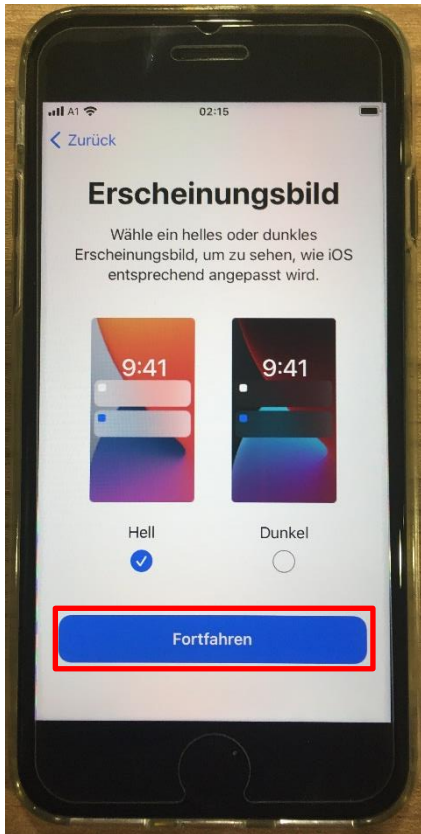 A1 02:15
Zurück
Erscheinungsbild
Wähle ein helles oder dunkles
Erscheinungsbild, um zu sehen, wie iOS
entsprechend angepasst wird.
9:41 9:41
Hell Dunkel
Fortfahren